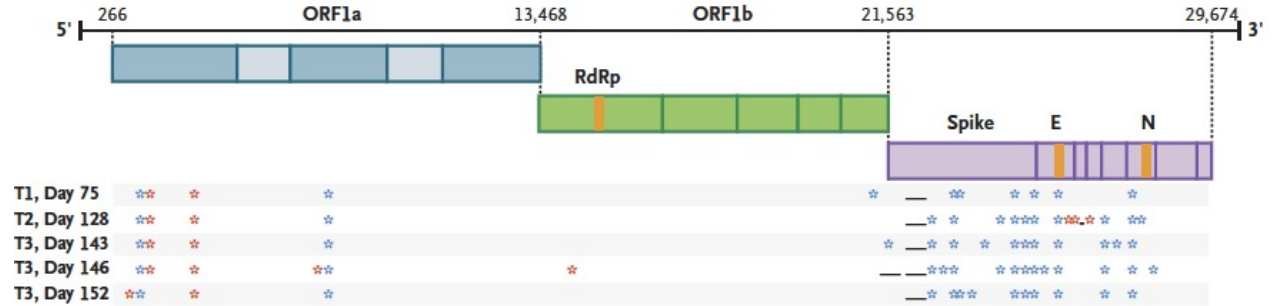 266 ORF1a 13,468 ORF1b 21,563 29,674
5' 3'
RdRp
Spike E N
T1, Day 75
T2, Day 128
T3, Day 143
T3, Day 146
T3, Day 152